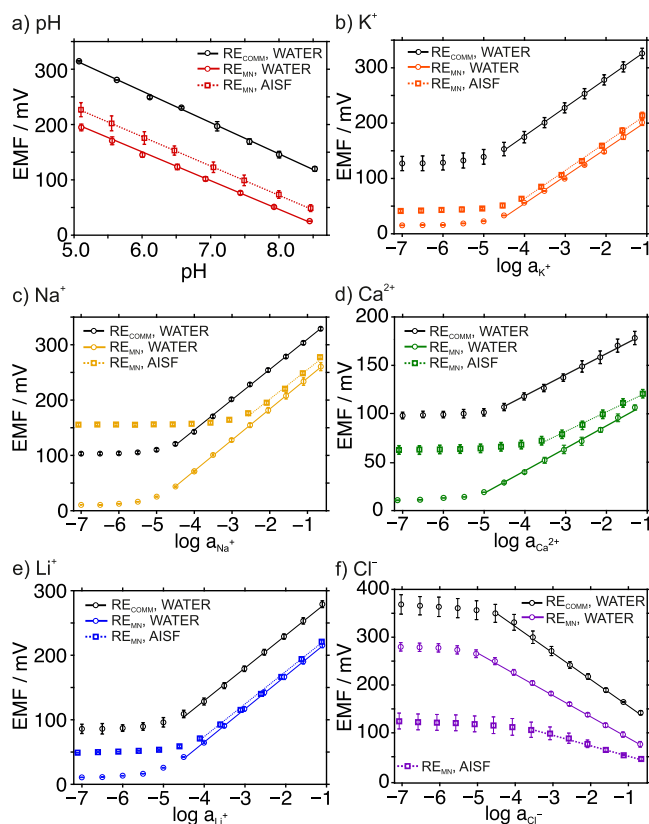 a) pH
EMF / mV
300
200
100
0
RE_COMM, WATER
RE_MN, WATER
RE_MN, AISF
5.0 6.0 7.0 8.0
pH
b) K⁺
EMF / mV
300
200
100
0
RE_COMM, WATER
RE_MN, WATER
RE_MN, AISF
−7 −6 −5 −4 −3 −2 −1
log a_K⁺
c) Na⁺
EMF / mV
300
200
100
0
RE_COMM, WATER
RE_MN, WATER
RE_MN, AISF
−7 −6 −5 −4 −3 −2 −1
log a_Na⁺
d) Ca²⁺
EMF / mV
200
150
100
50
0
RE_COMM, WATER
RE_MN, WATER
RE_MN, AISF
−7 −6 −5 −4 −3 −2 −1
log a_Ca²⁺
e) Li⁺
EMF / mV
300
200
100
0
RE_COMM, WATER
RE_MN, WATER
RE_MN, AISF
−7 −6 −5 −4 −3 −2 −1
log a_Li⁺
f) Cl⁻
EMF / mV
400
300
200
100
0
RE_COMM, WATER
RE_MN, WATER
RE_MN, AISF
−7 −6 −5 −4 −3 −2 −1
log a_Cl⁻